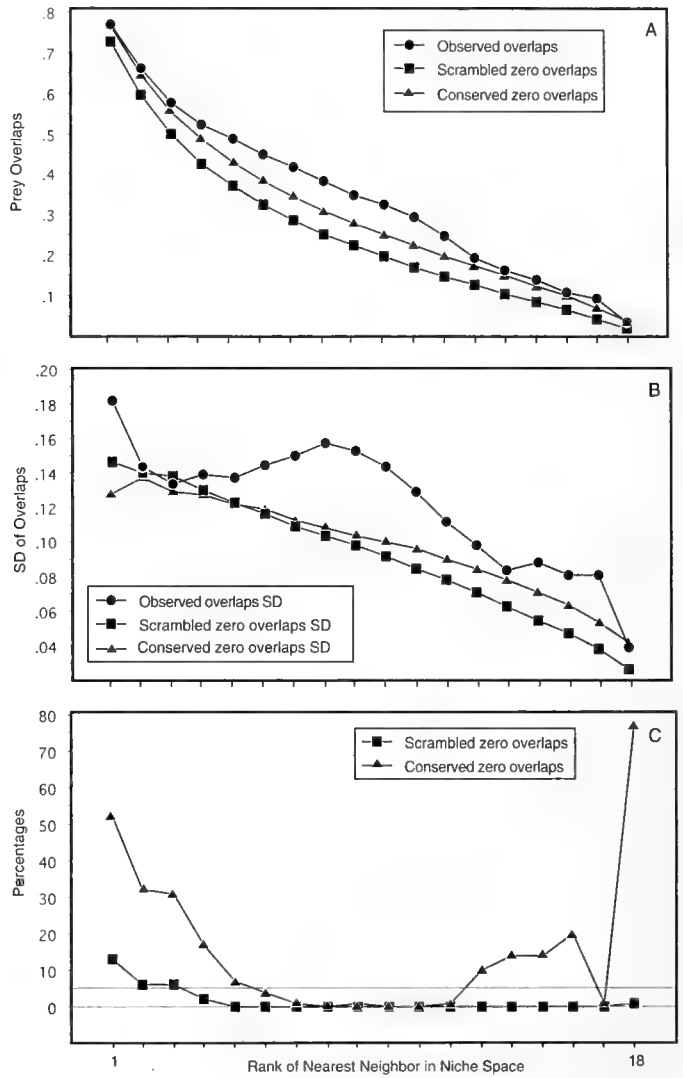 A
.8
.7
.6
.5
.4
.3
.2
.1
Prey Overlaps
Observed overlaps
Scrambled zero overlaps
Conserved zero overlaps
B
.20
.18
.16
.14
.12
.10
.08
.06
.04
SD of Overlaps
Observed overlaps SD
Scrambled zero overlaps SD
Conserved zero overlaps SD
C
80
70
60
50
40
30
20
10
0
Percentages
Scrambled zero overlaps
Conserved zero overlaps
1
Rank of Nearest Neighbor in Niche Space
18